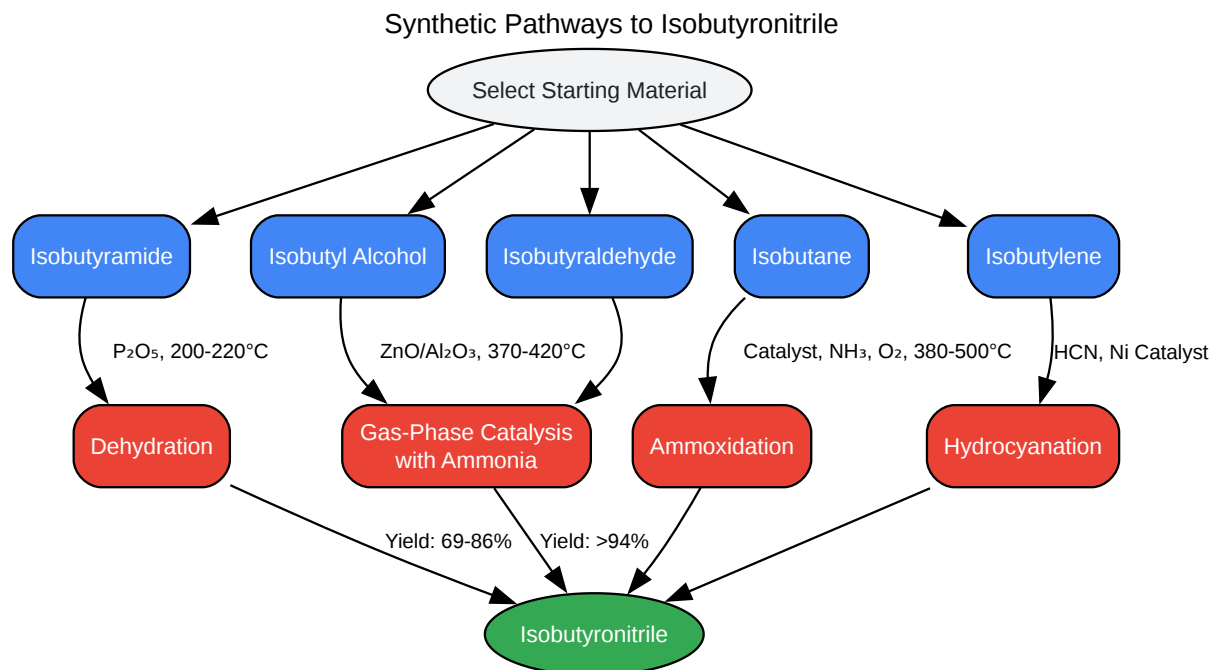 Synthetic Pathways to Isobutyronitrile
Select Starting Material
Isobutyramide
Isobutyl Alcohol
Isobutyraldehyde
Isobutane
Isobutylene
P₂O₅, 200-220°C
ZnO/Al₂O₃, 370-420°C
Catalyst, NH₃, O₂, 380-500°C
HCN, Ni Catalyst
Dehydration
Gas-Phase Catalysis
with Ammonia
Ammoxidation
Hydrocyanation
Yield: 69-86%
Yield: >94%
Isobutyronitrile